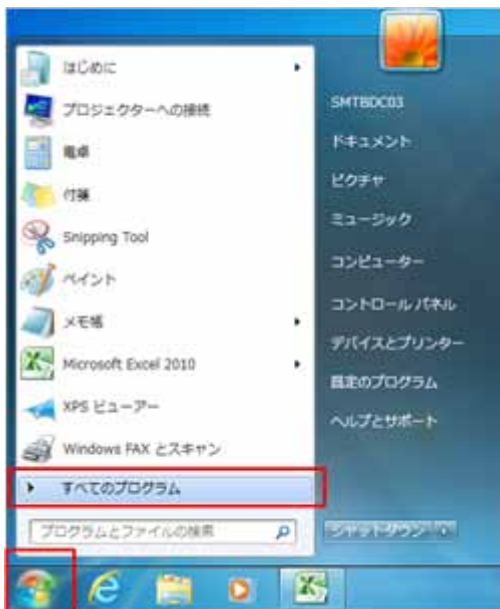 はじめに
プロジェクターへの接続
電卓
付箋
Snipping Tool
ペイント
メモ帳
Microsoft Excel 2010
XPS ビューアー
Windows FAX とスキャン
すべてのプログラム
プログラムとファイルの検索
SMTBDC03
ドキュメント
ピクチャ
ミュージック
コンピューター
コントロール パネル
デバイスとプリンター
既定のプログラム
ヘルプとサポート
シャットダウン